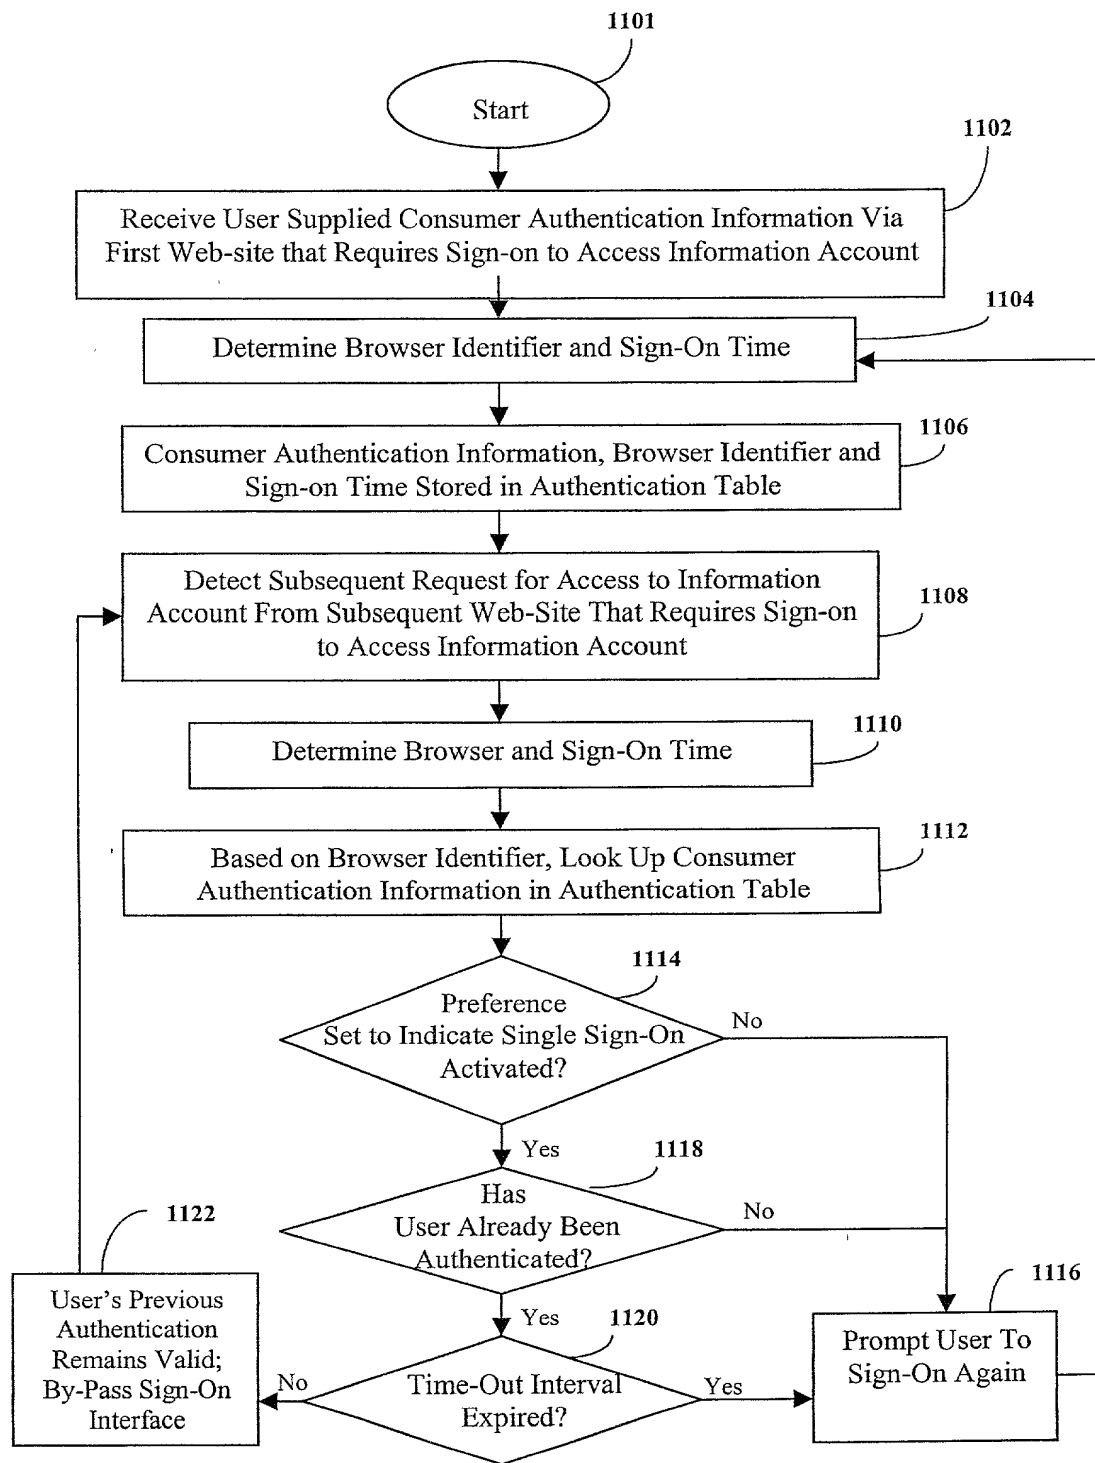 1101
Start
1102
Receive User Supplied Consumer Authentication Information Via
First Web-site that Requires Sign-on to Access Information Account
1104
Determine Browser Identifier and Sign-On Time
1106
Consumer Authentication Information, Browser Identifier and
Sign-on Time Stored in Authentication Table
Detect Subsequent Request for Access to Information
Account From Subsequent Web-Site That Requires Sign-on
to Access Information Account
1108
1110
Determine Browser and Sign-On Time
1112
Based on Browser Identifier, Look Up Consumer
Authentication Information in Authentication Table
1114
Preference
Set to Indicate Single Sign-On
Activated?
No
Yes
1118
Has
User Already Been
Authenticated?
No
1122
User's Previous
Authentication
Remains Valid;
By-Pass Sign-On
Interface
Yes
1120
Time-Out Interval
Expired?
No
Yes
1116
Prompt User To
Sign-On Again